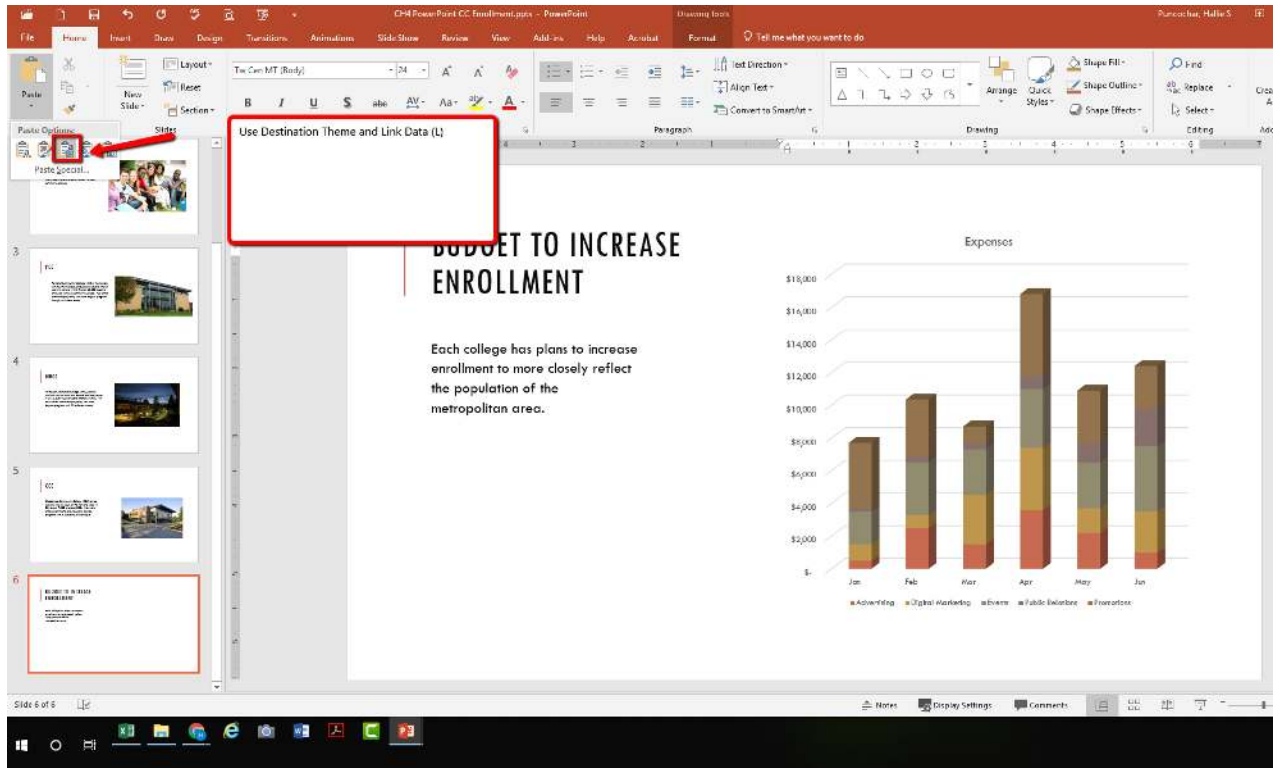 CH4 PowerPoint CC Enrollment.pptx - PowerPoint
Drawing Tools
Puncochar, Hallie S
File Home Insert Draw Design Transitions Animations Slide Show Review View Add-ins Help Acrobat Format Tell me what you want to do
Paste
New Slide
Layout
Reset
Section
Tw Cen MT (Body) 24
B I U S abc AV Aa A
Text Direction
Align Text
Convert to SmartArt
Arrange
Quick Styles
Shape Fill
Shape Outline
Shape Effects
Find
Replace
Select
Paste Options:
Paste Special...
Slides
Paragraph
Drawing
Editing
Use Destination Theme and Link Data (L)
3
4
5
6
BUDGET TO INCREASE
ENROLLMENT
Each college has plans to increase
enrollment to more closely reflect
the population of the
metropolitan area.
Expenses
$18,000
$16,000
$14,000
$12,000
$10,000
$8,000
$6,000
$4,000
$2,000
$-
Jan Feb Mar Apr May Jun
Advertising Digital Marketing Events Public Relations Promotions
Slide 6 of 6
Notes Display Settings Comments